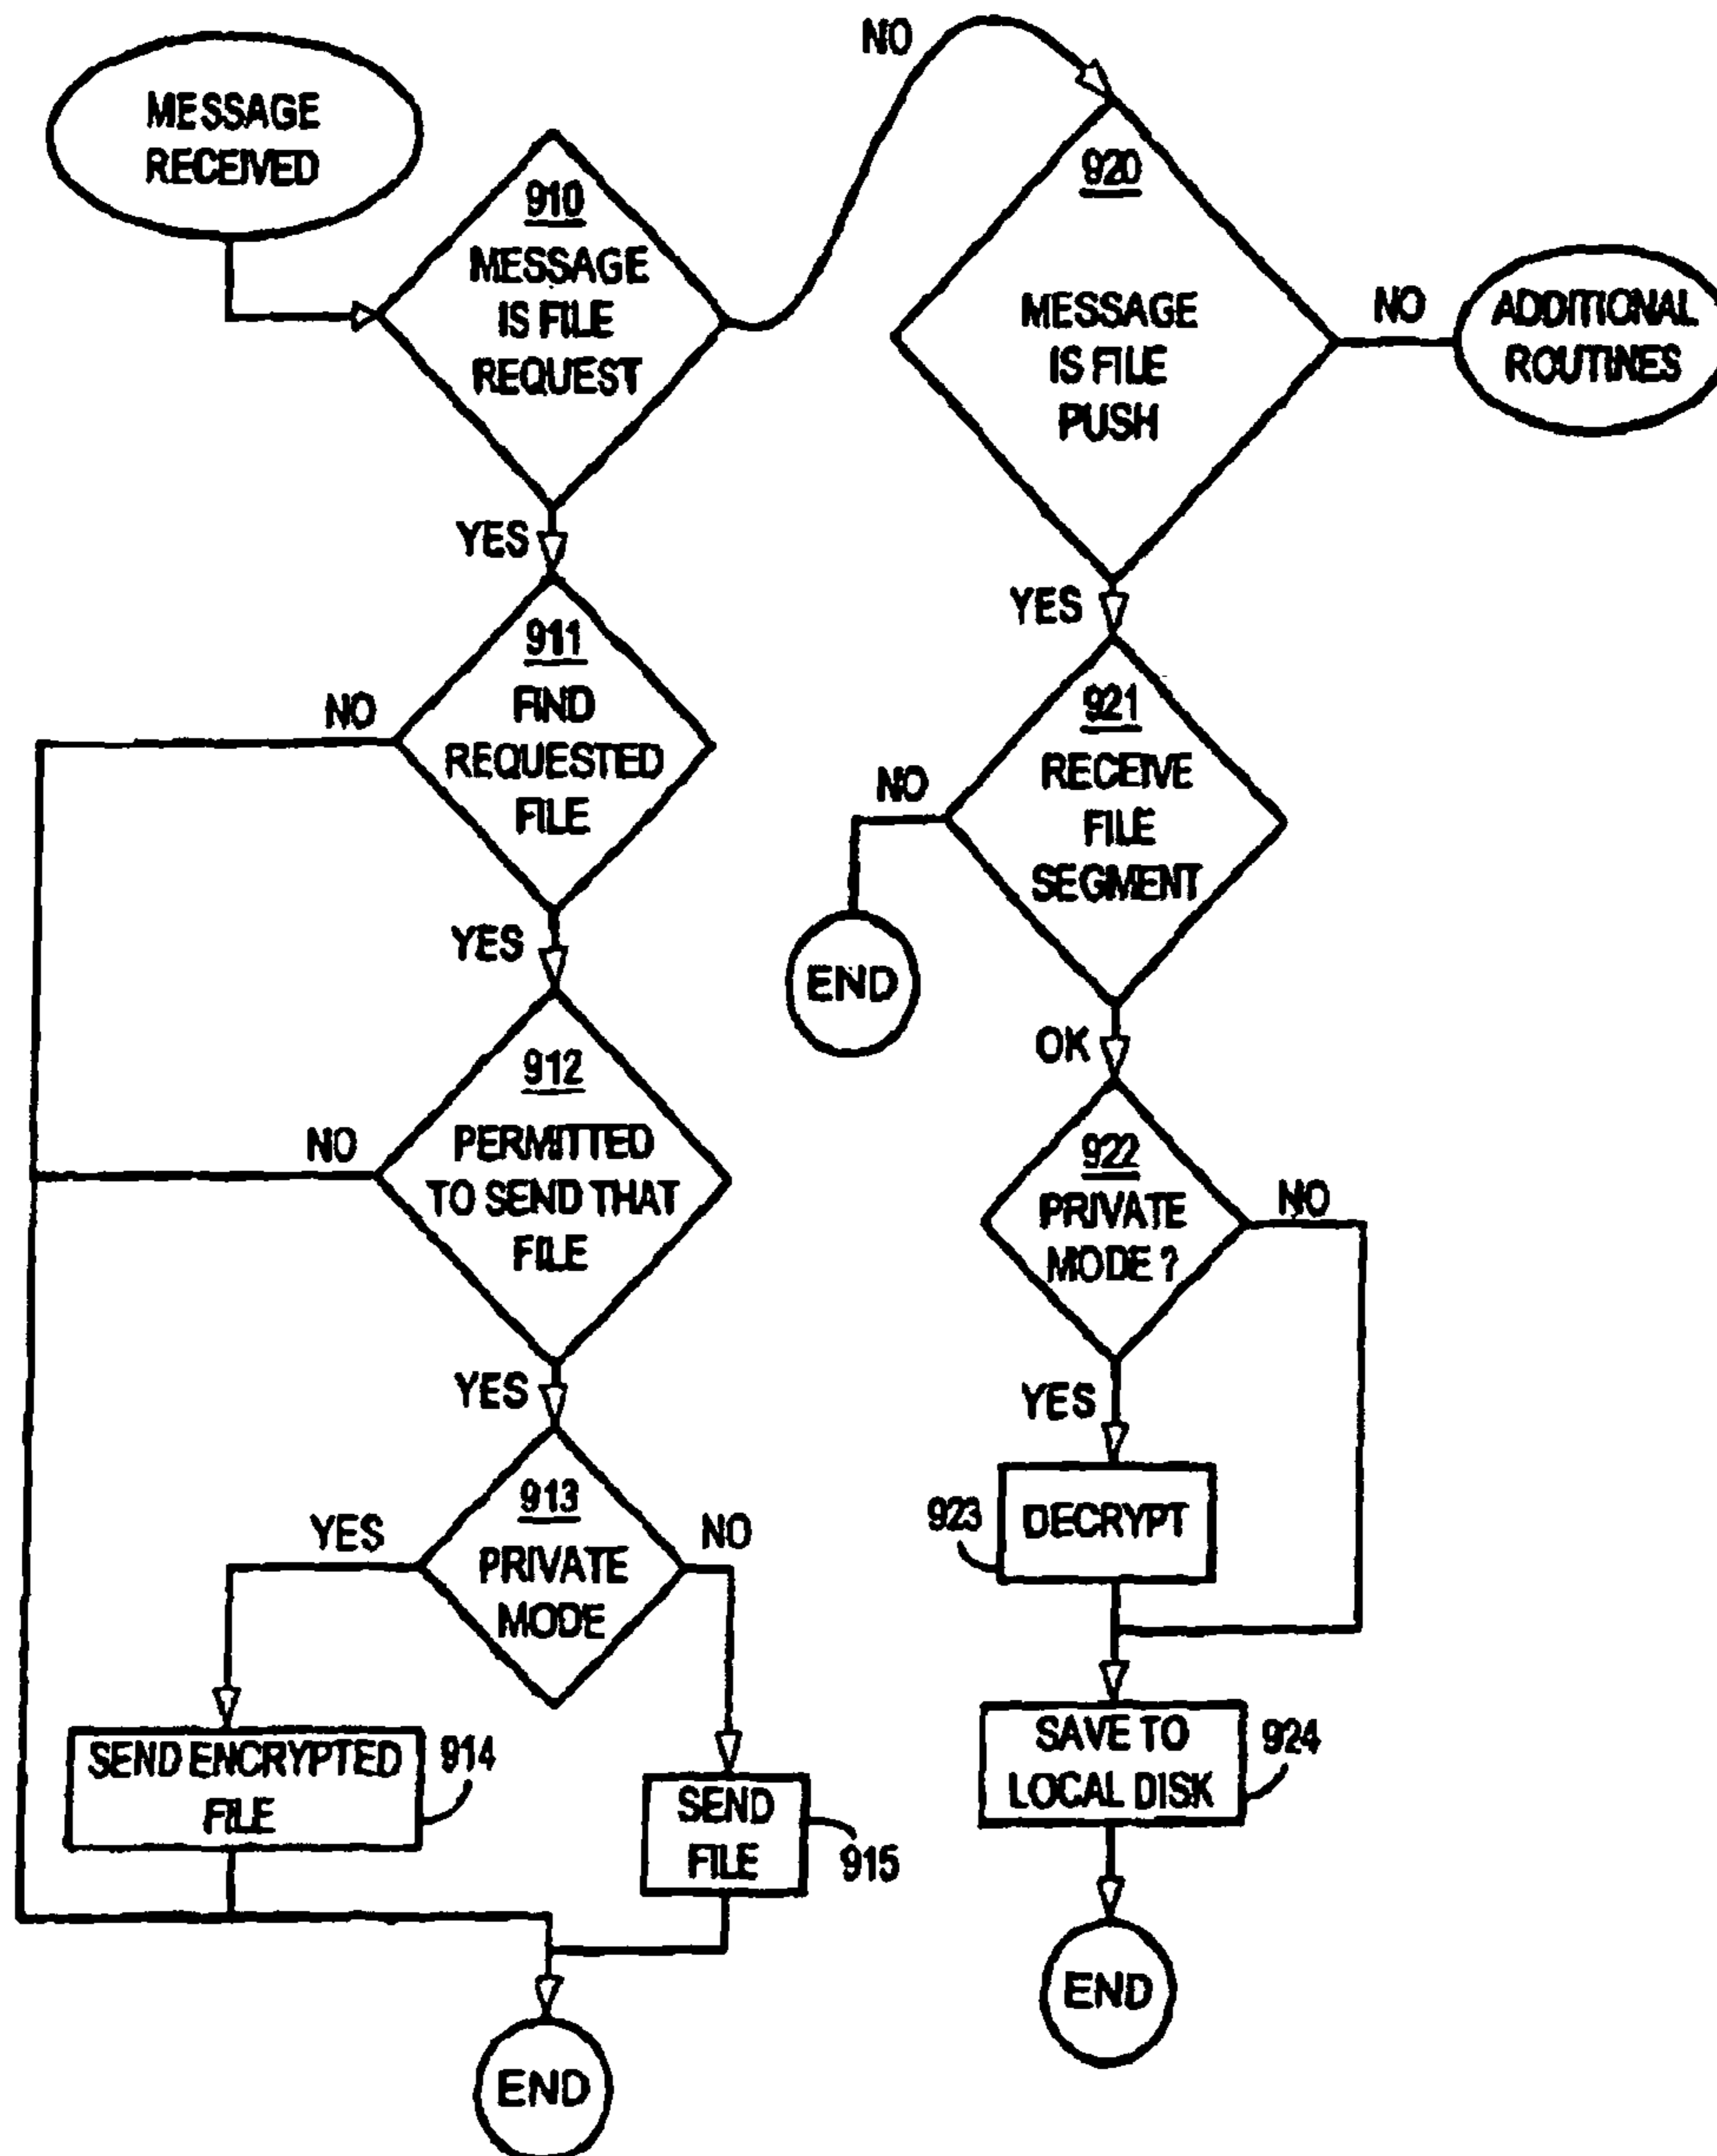 MESSAGE
RECEIVED
910
MESSAGE
IS FILE
REQUEST
NO
YES
911
FIND
REQUESTED
FILE
NO
YES
912
PERMITTED
TO SEND THAT
FILE
NO
YES
913
PRIVATE
MODE
YES
NO
SEND ENCRYPTED
FILE
914
SEND
FILE
915
END
920
MESSAGE
IS FILE
PUSH
NO
ADDITIONAL
ROUTINES
YES
921
RECEIVE
FILE
SEGMENT
NO
END
OK
922
PRIVATE
MODE ?
NO
YES
923
DECRYPT
SAVE TO
LOCAL DISK
924
END